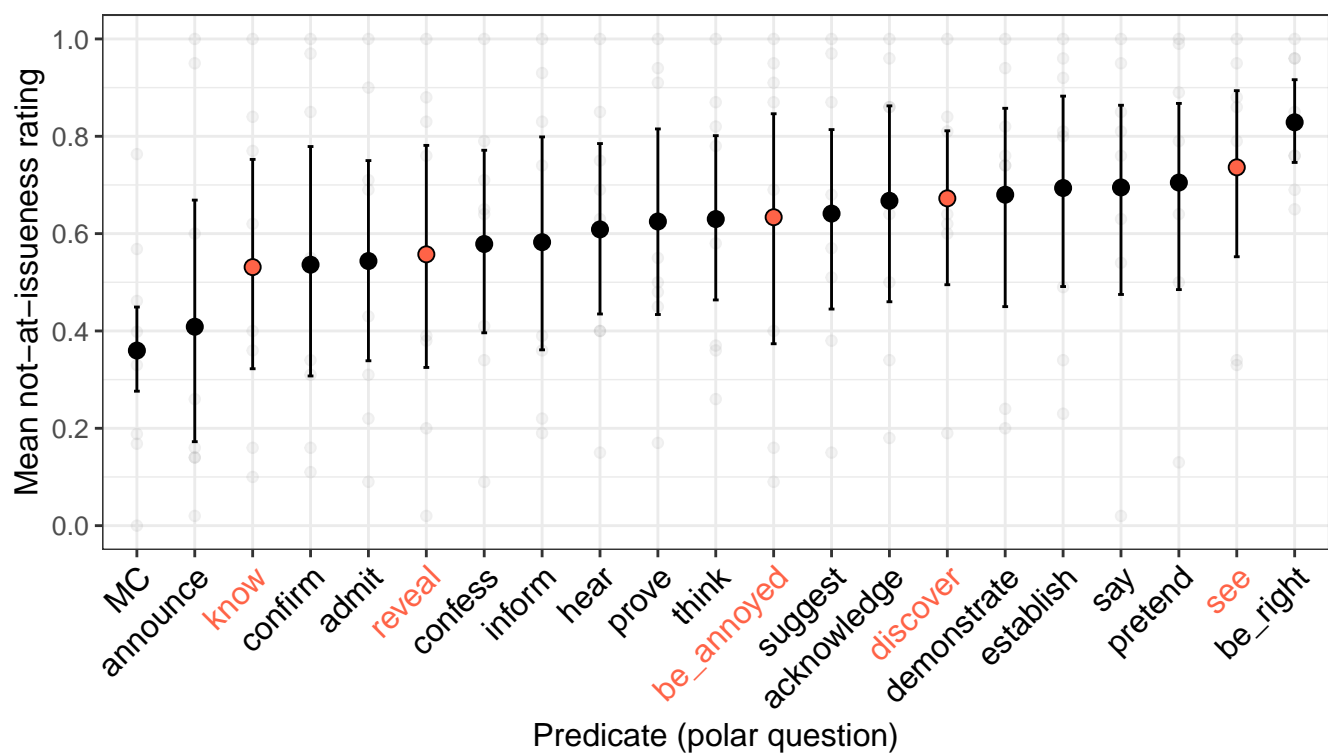 Mean not−at−issueness rating
1.0
0.8
0.6
0.4
0.2
0.0
MC
announce
know
confirm
admit
reveal
confess
inform
hear
prove
think
be_annoyed
suggest
acknowledge
discover
demonstrate
establish
say
pretend
see
be_right
Predicate (polar question)